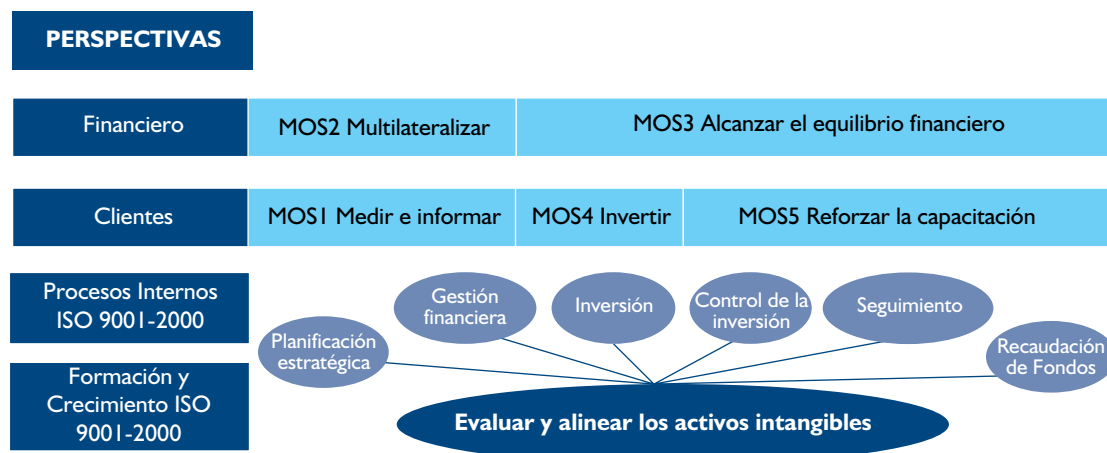 PERSPECTIVAS
Financiero
MOS2 Multilateralizar
MOS3 Alcanzar el equilibrio financiero
Clientes
MOS1 Medir e informar
MOS4 Invertir
MOS5 Reforzar la capacitación
Procesos Internos
ISO 9001-2000
Planificación
estratégica
Gestión
financiera
Inversión
Control de la
inversión
Seguimiento
Recaudación
de Fondos
Formación y
Crecimiento ISO
9001-2000
Evaluar y alinear los activos intangibles